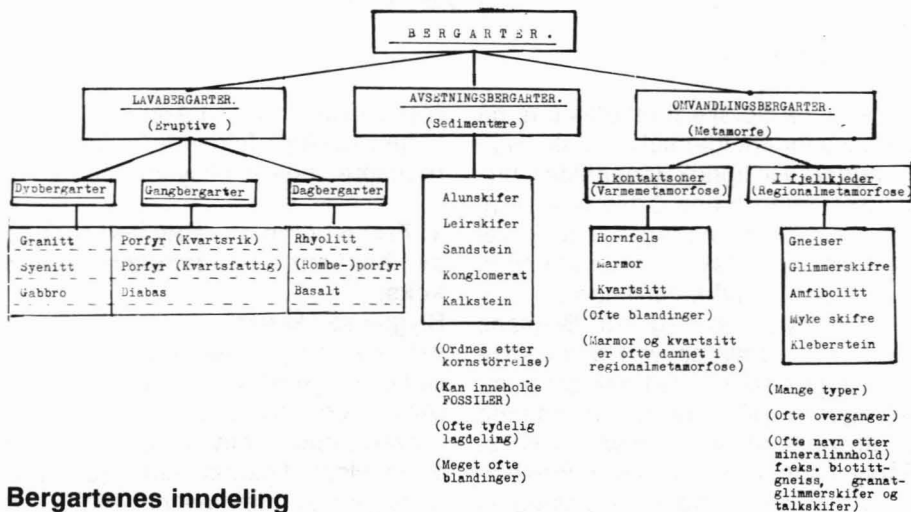 BERGARTER.
LAVABERGARTER.
(Eruptive )
AVSETNINGSBERGARTER.
(Sedimentære)
OMVANDLINGSBERGARTER.
(Metamorfe)
Dypbergarter
Gangbergarter
Dagbergarter
I kontaktsoner
(Varmemetamorfose)
I fjellkjeder
(Regionalmetamorfose)
Granitt
Porfyr (Kvartsrik)
Rhyolitt
Syenitt
Porfyr (Kvartsfattig)
(Rombe-)porfyr
Gabbro
Diabas
Basalt
Alunskifer
Leirskifer
Sandstein
Konglomerat
Kalkstein
(Ordnes etter
kornstörrelse)
(Kan inneholde
FOSSILER)
(Ofte tydelig
lagdeling)
(Meget ofte
blandinger)
Hornfels
Marmor
Kvartsitt
(Ofte blandinger)
(Marmor og kvartsitt
er ofte dannet i
regionalmetamorfose)
Gneiser
Glimmerskifre
Amfibolitt
Myke skifre
Kleberstein
(Mange typer)
(Ofte overganger)
(Ofte navn etter
mineralinnhold)
f.eks. biotitt-
gneiss, granat-
glimmerskifer og
talkskifer)
Bergartenes inndeling